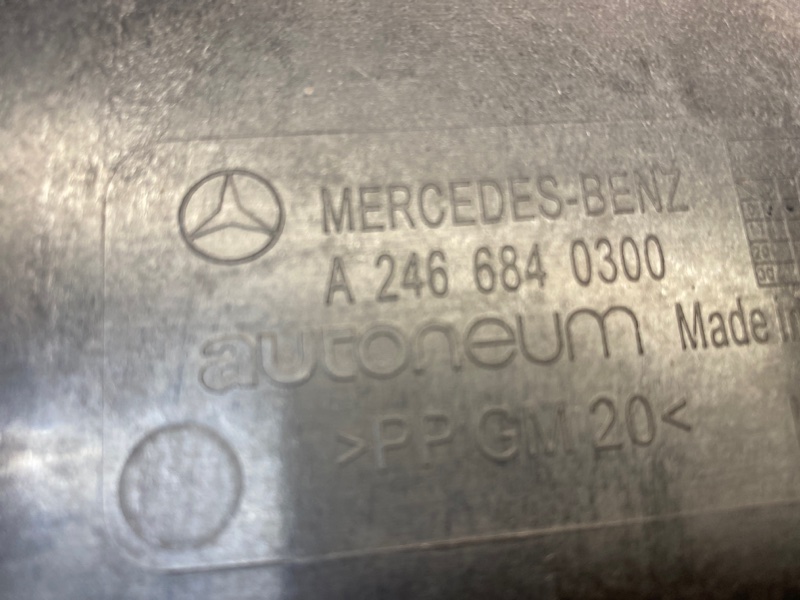 MERCEDES-BENZ
A 246 684 0300
autoneum
Made in
>PP GM 20<